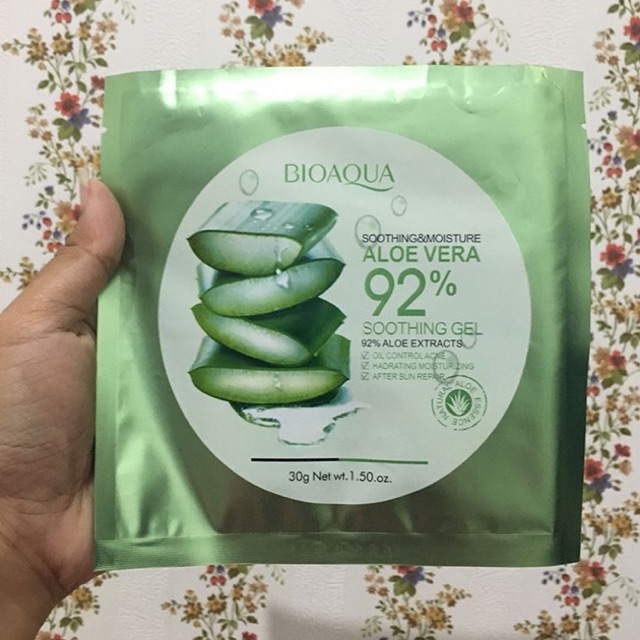 BIOAQUA
SOOTHING&MOISTURE
ALOE VERA
92%
SOOTHING GEL
92% ALOE EXTRACTS
OIL CONTROL ACNE
HADRATING MOISTURIZING
AFTER SUN REPAIR
NATURAL ALOE ESSENCE
30g Net wt.1.50.oz.